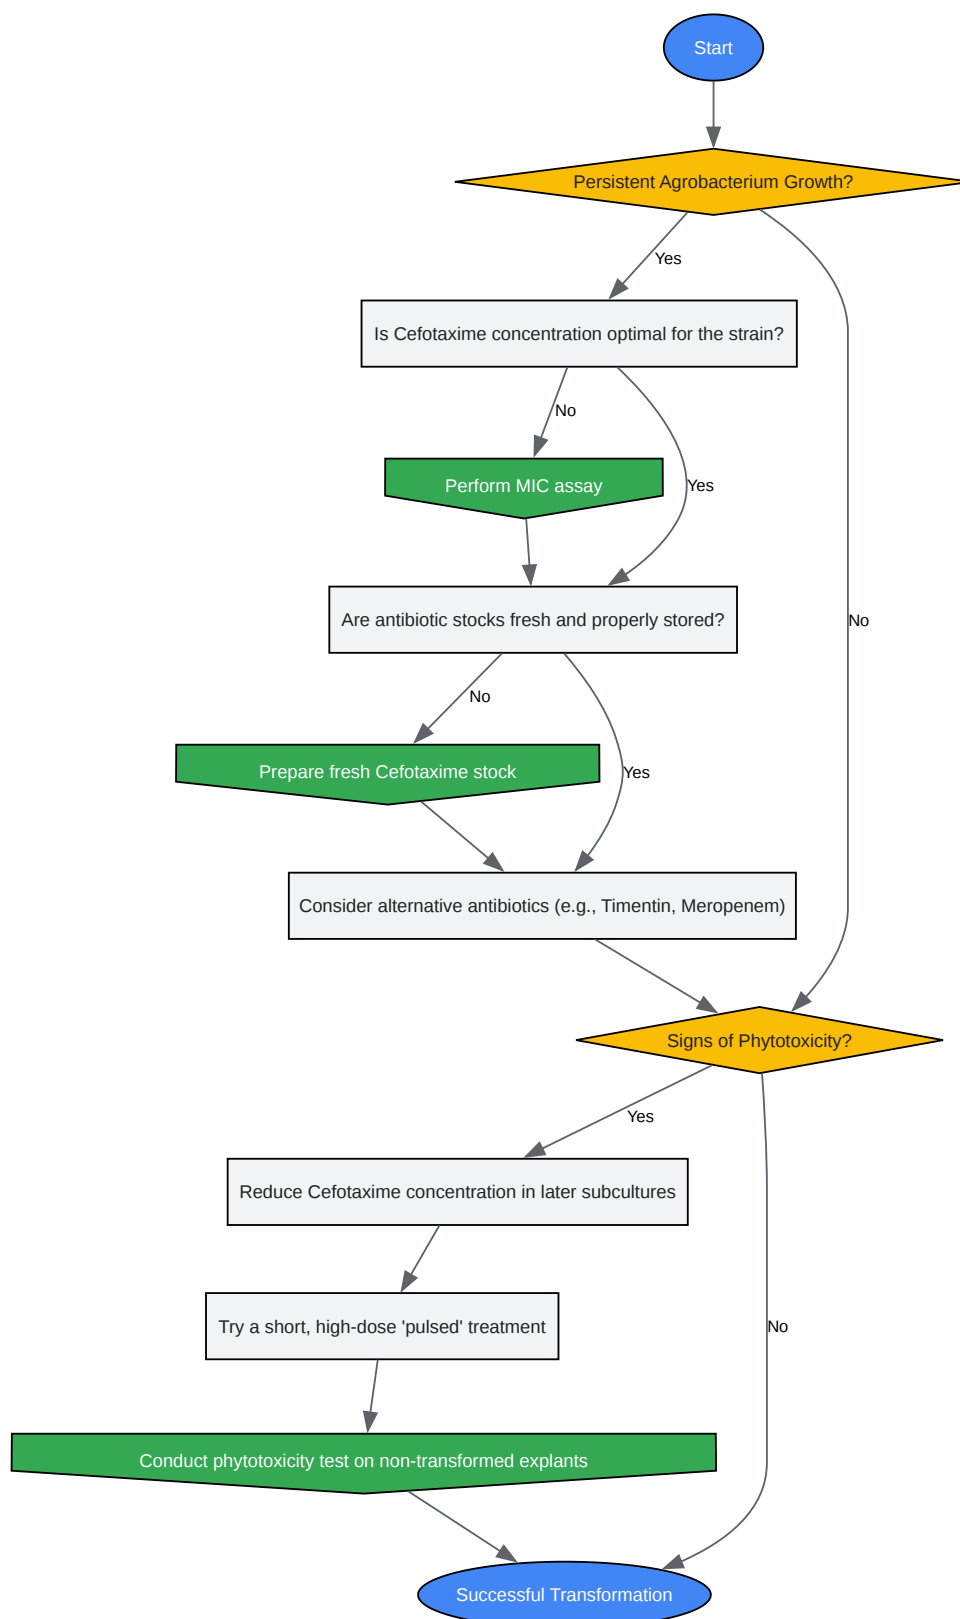 Start
Persistent Agrobacterium Growth?
Yes
Is Cefotaxime concentration optimal for the strain?
No
Perform MIC assay
Yes
Are antibiotic stocks fresh and properly stored?
No
No
Prepare fresh Cefotaxime stock
Yes
Consider alternative antibiotics (e.g., Timentin, Meropenem)
Signs of Phytotoxicity?
Yes
Reduce Cefotaxime concentration in later subcultures
Try a short, high-dose 'pulsed' treatment
No
Conduct phytotoxicity test on non-transformed explants
Successful Transformation